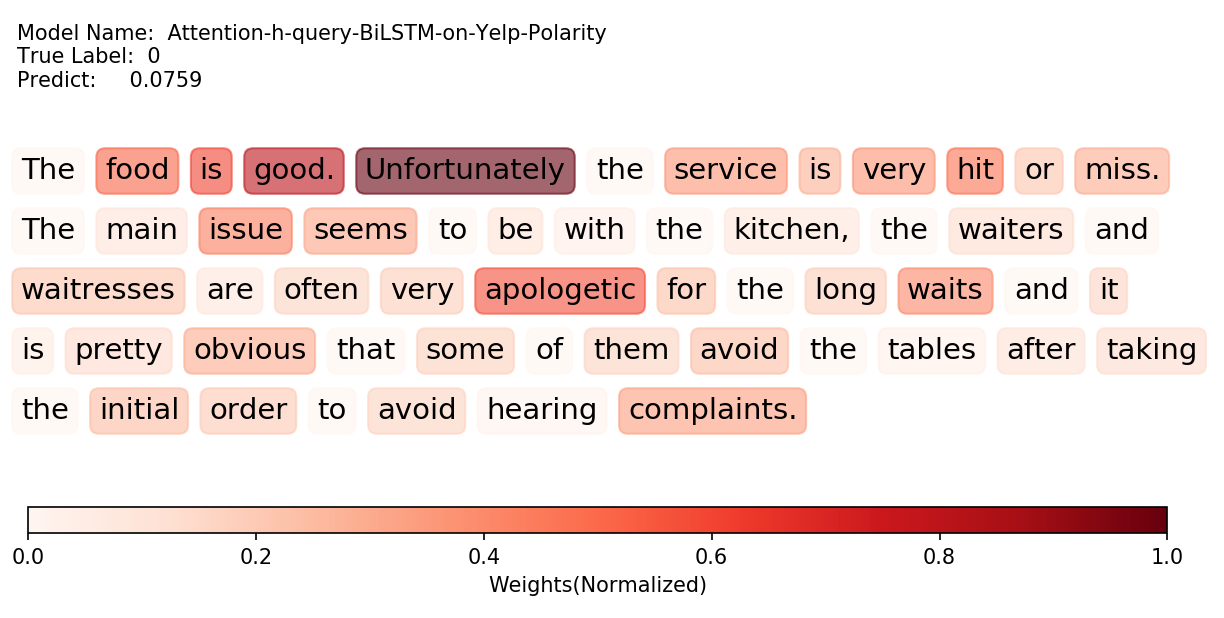 Model Name:  Attention-h-query-BiLSTM-on-Yelp-Polarity
True Label:  0
Predict:     0.0759
The food is good. Unfortunately the service is very hit or miss.
The main issue seems to be with the kitchen, the waiters and
waitresses are often very apologetic for the long waits and it
is pretty obvious that some of them avoid the tables after taking
the initial order to avoid hearing complaints.
0.0 0.2 0.4 0.6 0.8 1.0
Weights(Normalized)